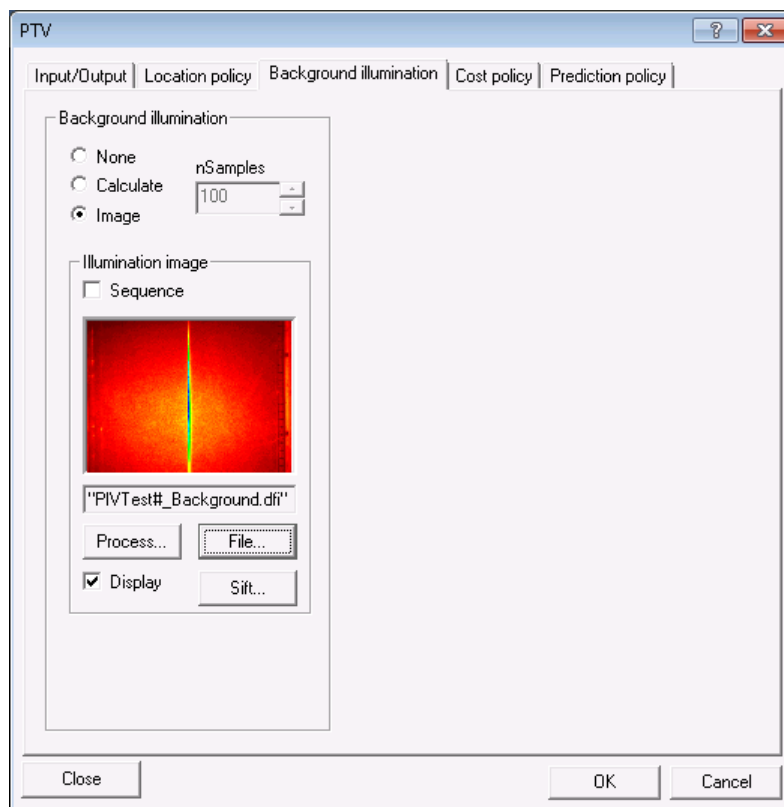 PTV
Input/Output Location policy Background illumination Cost policy Prediction policy
Background illumination
None
nSamples
Calculate
100
Image
Illumination image
Sequence
"PIVTest#_Background.dfi"
Process... File...
Display Sift...
Close OK Cancel